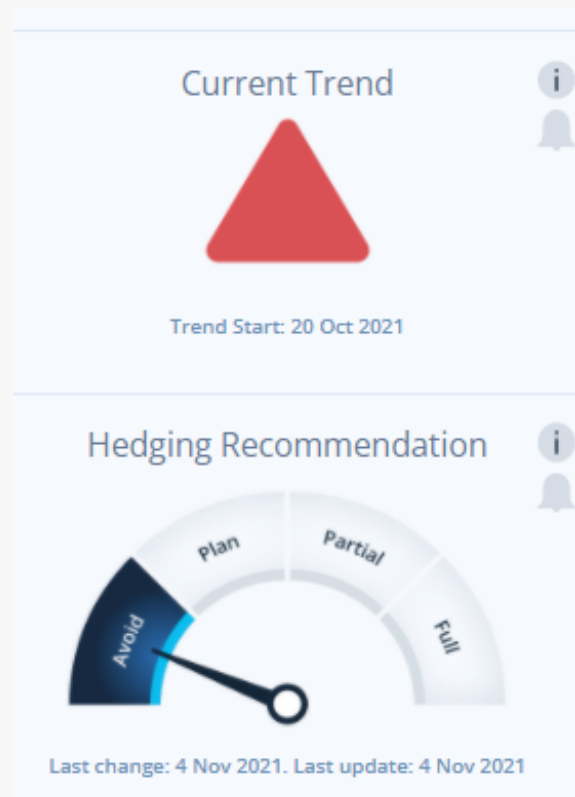 Current Trend
i
Trend Start: 20 Oct 2021
Hedging Recommendation
i
Avoid
Plan
Partial
Full
Last change: 4 Nov 2021. Last update: 4 Nov 2021